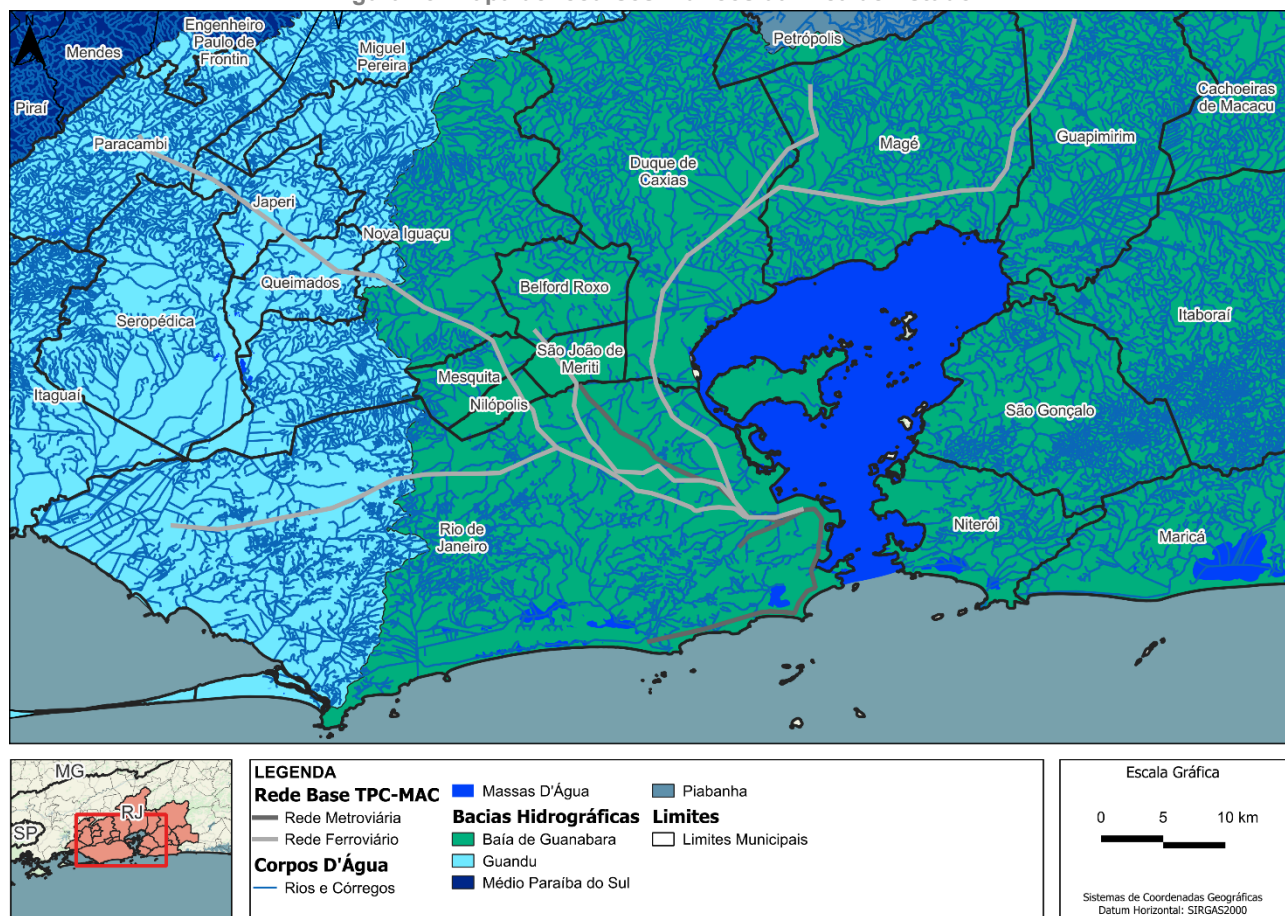 Mendes
Engenheiro
Paulo de
Frontin
Miguel
Pereira
Petrópolis
Piraí
Cachoeiras
de Macacu
Paracambi
Magé
Guapimirim
Duque de
Caxias
Japeri
Nova Iguaçu
Queimados
Belford Roxo
Seropédica
Itaboraí
São João de
Meriti
Mesquita
Itaguaí
Nilópolis
São Gonçalo
Rio de
Janeiro
Niterói
Maricá
MG
RJ
SP
LEGENDA
Rede Base TPC-MAC
Rede Metroviária
Rede Ferroviário
Corpos D'Água
Rios e Córregos
Massas D'Água
Bacias Hidrográficas
Baía de Guanabara
Guandu
Médio Paraíba do Sul
Piabanha
Limites
Limites Municipais
Escala Gráfica
0 5 10 km
Sistemas de Coordenadas Geográficas
Datum Horizontal: SIRGAS2000